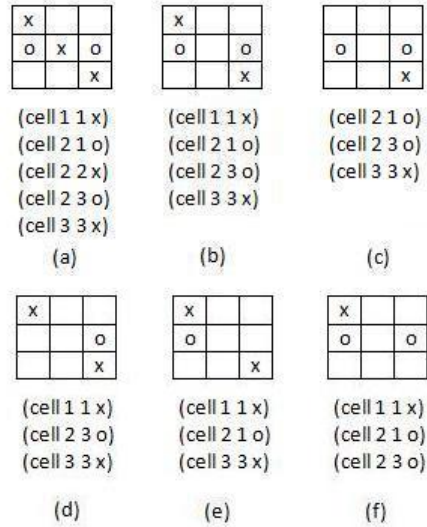 x
o x o
x
(cell 1 1 x)
(cell 2 1 o)
(cell 2 2 x)
(cell 2 3 o)
(cell 3 3 x)
(a)
x
o o
x
(cell 1 1 x)
(cell 2 1 o)
(cell 2 3 o)
(cell 3 3 x)
(b)
o o
x
(cell 2 1 o)
(cell 2 3 o)
(cell 3 3 x)
(c)
x
o
x
(cell 1 1 x)
(cell 2 3 o)
(cell 3 3 x)
(d)
x
o
x
(cell 1 1 x)
(cell 2 1 o)
(cell 3 3 x)
(e)
x
o o
(cell 1 1 x)
(cell 2 1 o)
(cell 2 3 o)
(f)